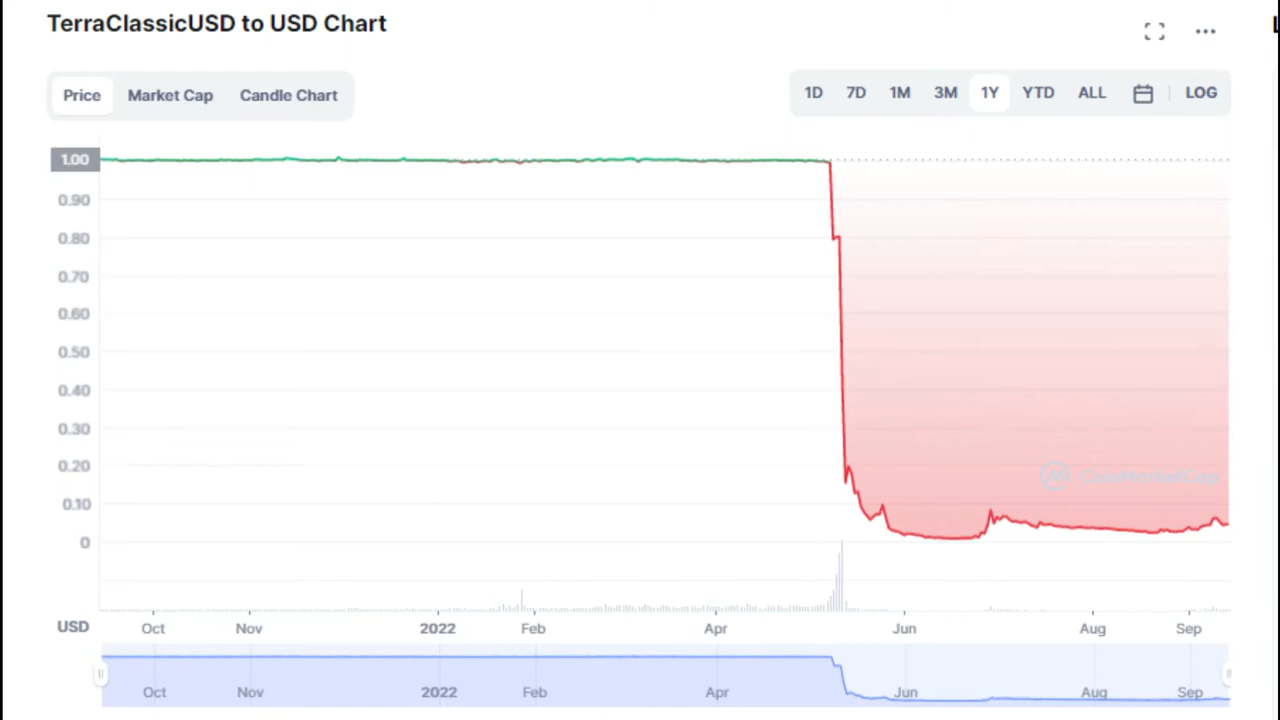 TerraClassicUSD to USD Chart
Price Market Cap Candle Chart
1D 7D 1M 3M 1Y YTD ALL LOG
1.00
0.90
0.80
0.70
0.60
0.50
0.40
0.30
0.20
CoinMarketCap
0.10
0
USD Oct Nov 2022 Feb Apr Jun Aug Sep
Oct Nov 2022 Feb Apr Jun Aug Sep